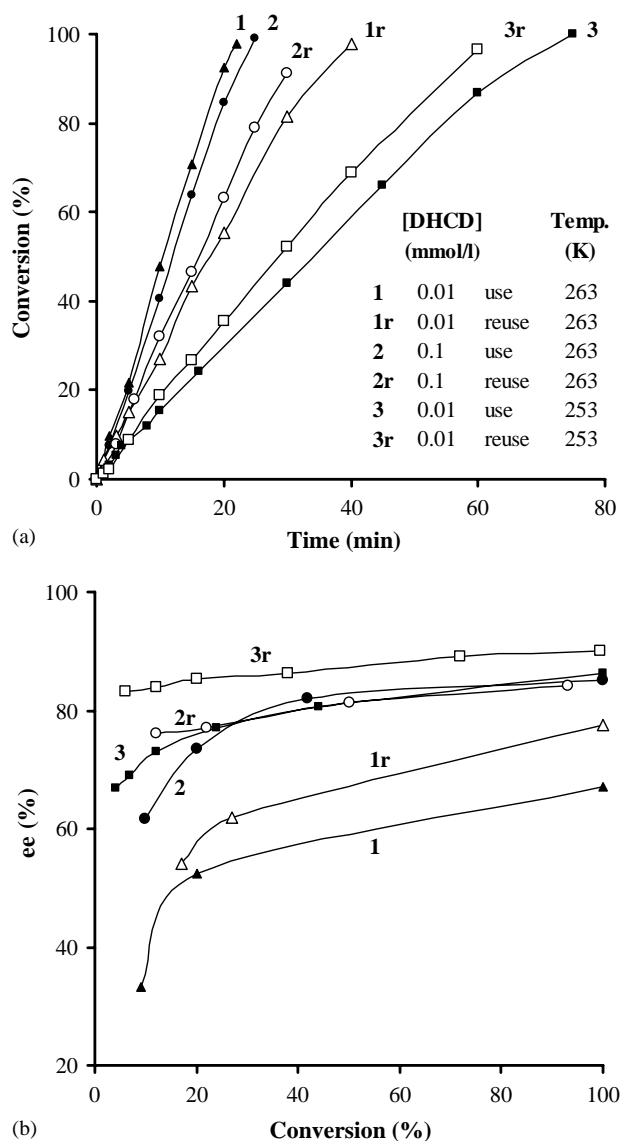 100
80
60
40
20
0
Conversion (%)
1 2 2r 1r 3r 3
[DHCD] Temp.
(mmol/l) (K)
1 0.01 use 263
1r 0.01 reuse 263
2 0.1 use 263
2r 0.1 reuse 263
3 0.01 use 253
3r 0.01 reuse 253
0 20 40 60 80
Time (min)
(a)
100
80
60
40
20
ee (%)
3r
2r
3
2
1r
1
0 20 40 60 80 100
Conversion (%)
(b)